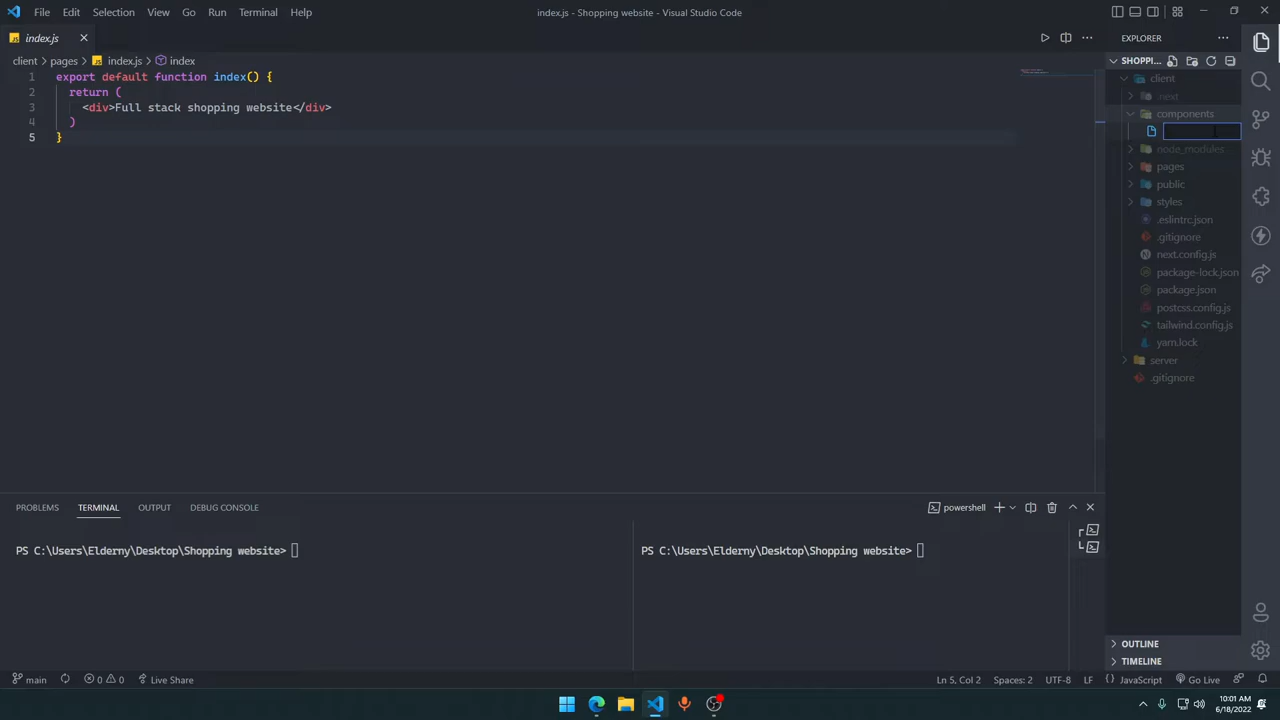 File Edit Selection View Go Run Terminal Help
index.js - Shopping website - Visual Studio Code
index.js
client > pages > index.js > index
1 export default function index() {
2 return (
3 <div>Full stack shopping website</div>
4 )
5 }
EXPLORER
SHOPPI...
client
.next
components
node_modules
pages
public
styles
.eslintrc.json
.gitignore
next.config.js
package-lock.json
package.json
postcss.config.js
tailwind.config.js
yarn.lock
server
.gitignore
OUTLINE
TIMELINE
PROBLEMS TERMINAL OUTPUT DEBUG CONSOLE
powershell
PS C:\Users\Elderny\Desktop\Shopping website>
PS C:\Users\Elderny\Desktop\Shopping website>
main 0 0 Live Share
Ln 5, Col 2 Spaces: 2 UTF-8 LF {} JavaScript Go Live
10:01 AM
6/18/2022